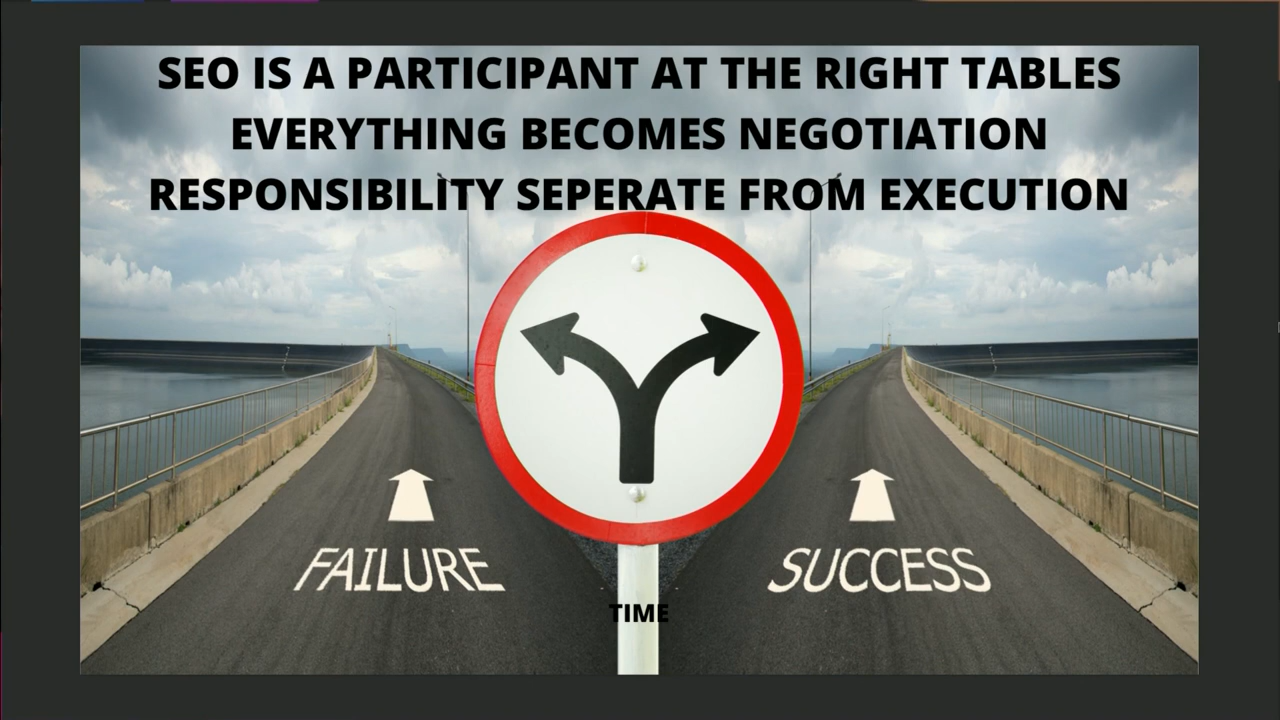 SEO IS A PARTICIPANT AT THE RIGHT TABLES
EVERYTHING BECOMES NEGOTIATION
RESPONSIBILITY SEPERATE FROM EXECUTION
FAILURE
SUCCESS
TIME